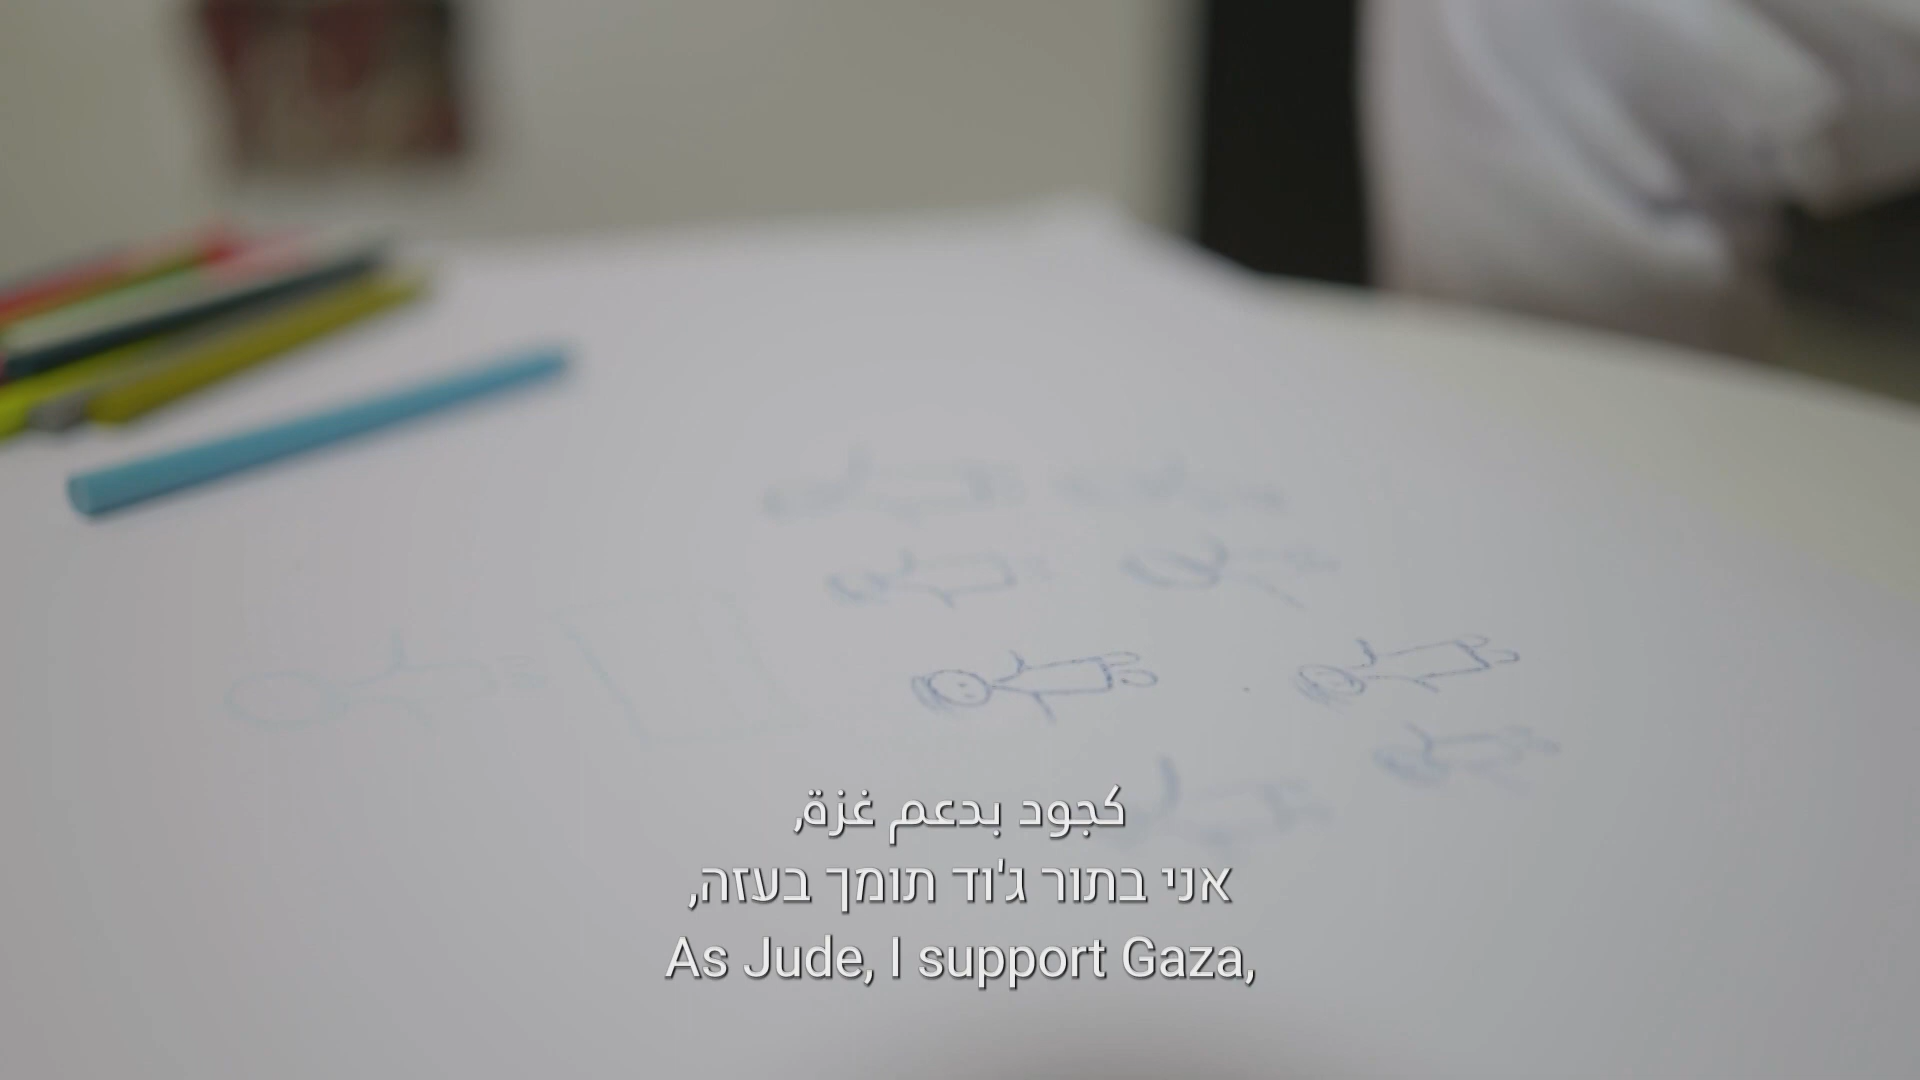 كجود بدعم غزة,
אני בתור ג'וד תומך בעזה,
As Jude, I support Gaza,